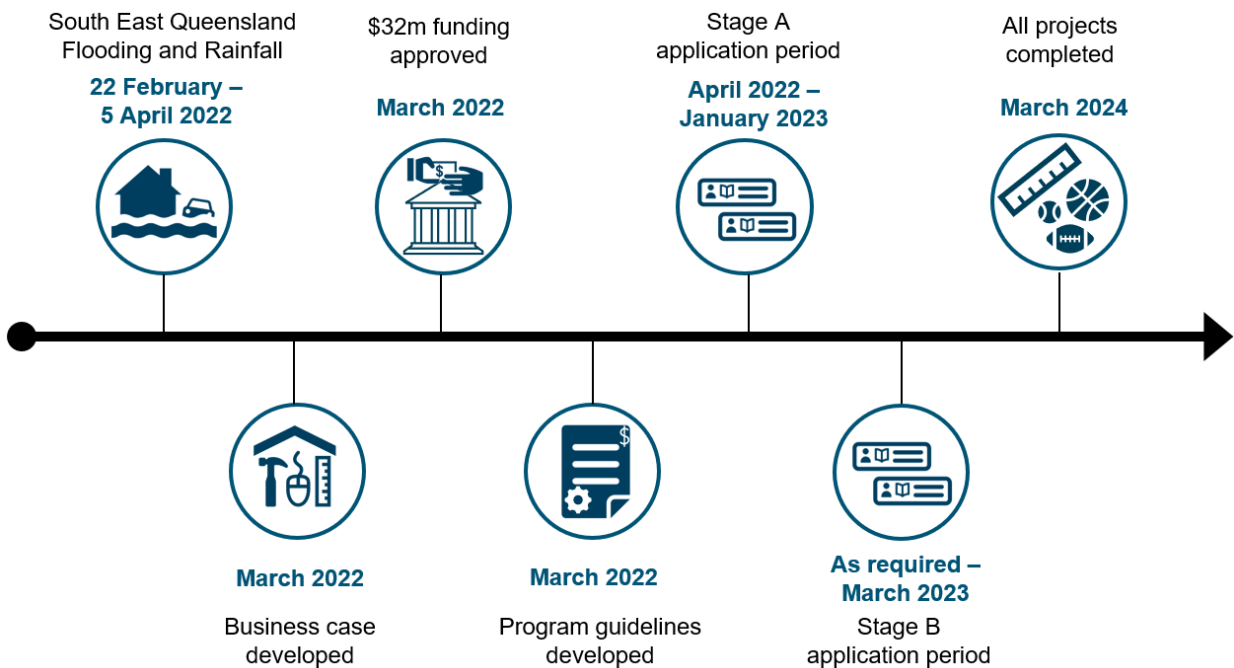 South East Queensland
Flooding and Rainfall
22 February –
5 April 2022
$32m funding
approved
March 2022
Stage A
application period
April 2022 –
January 2023
All projects
completed
March 2024
$
$
March 2022
Business case
developed
March 2022
Program guidelines
developed
As required –
March 2023
Stage B
application period